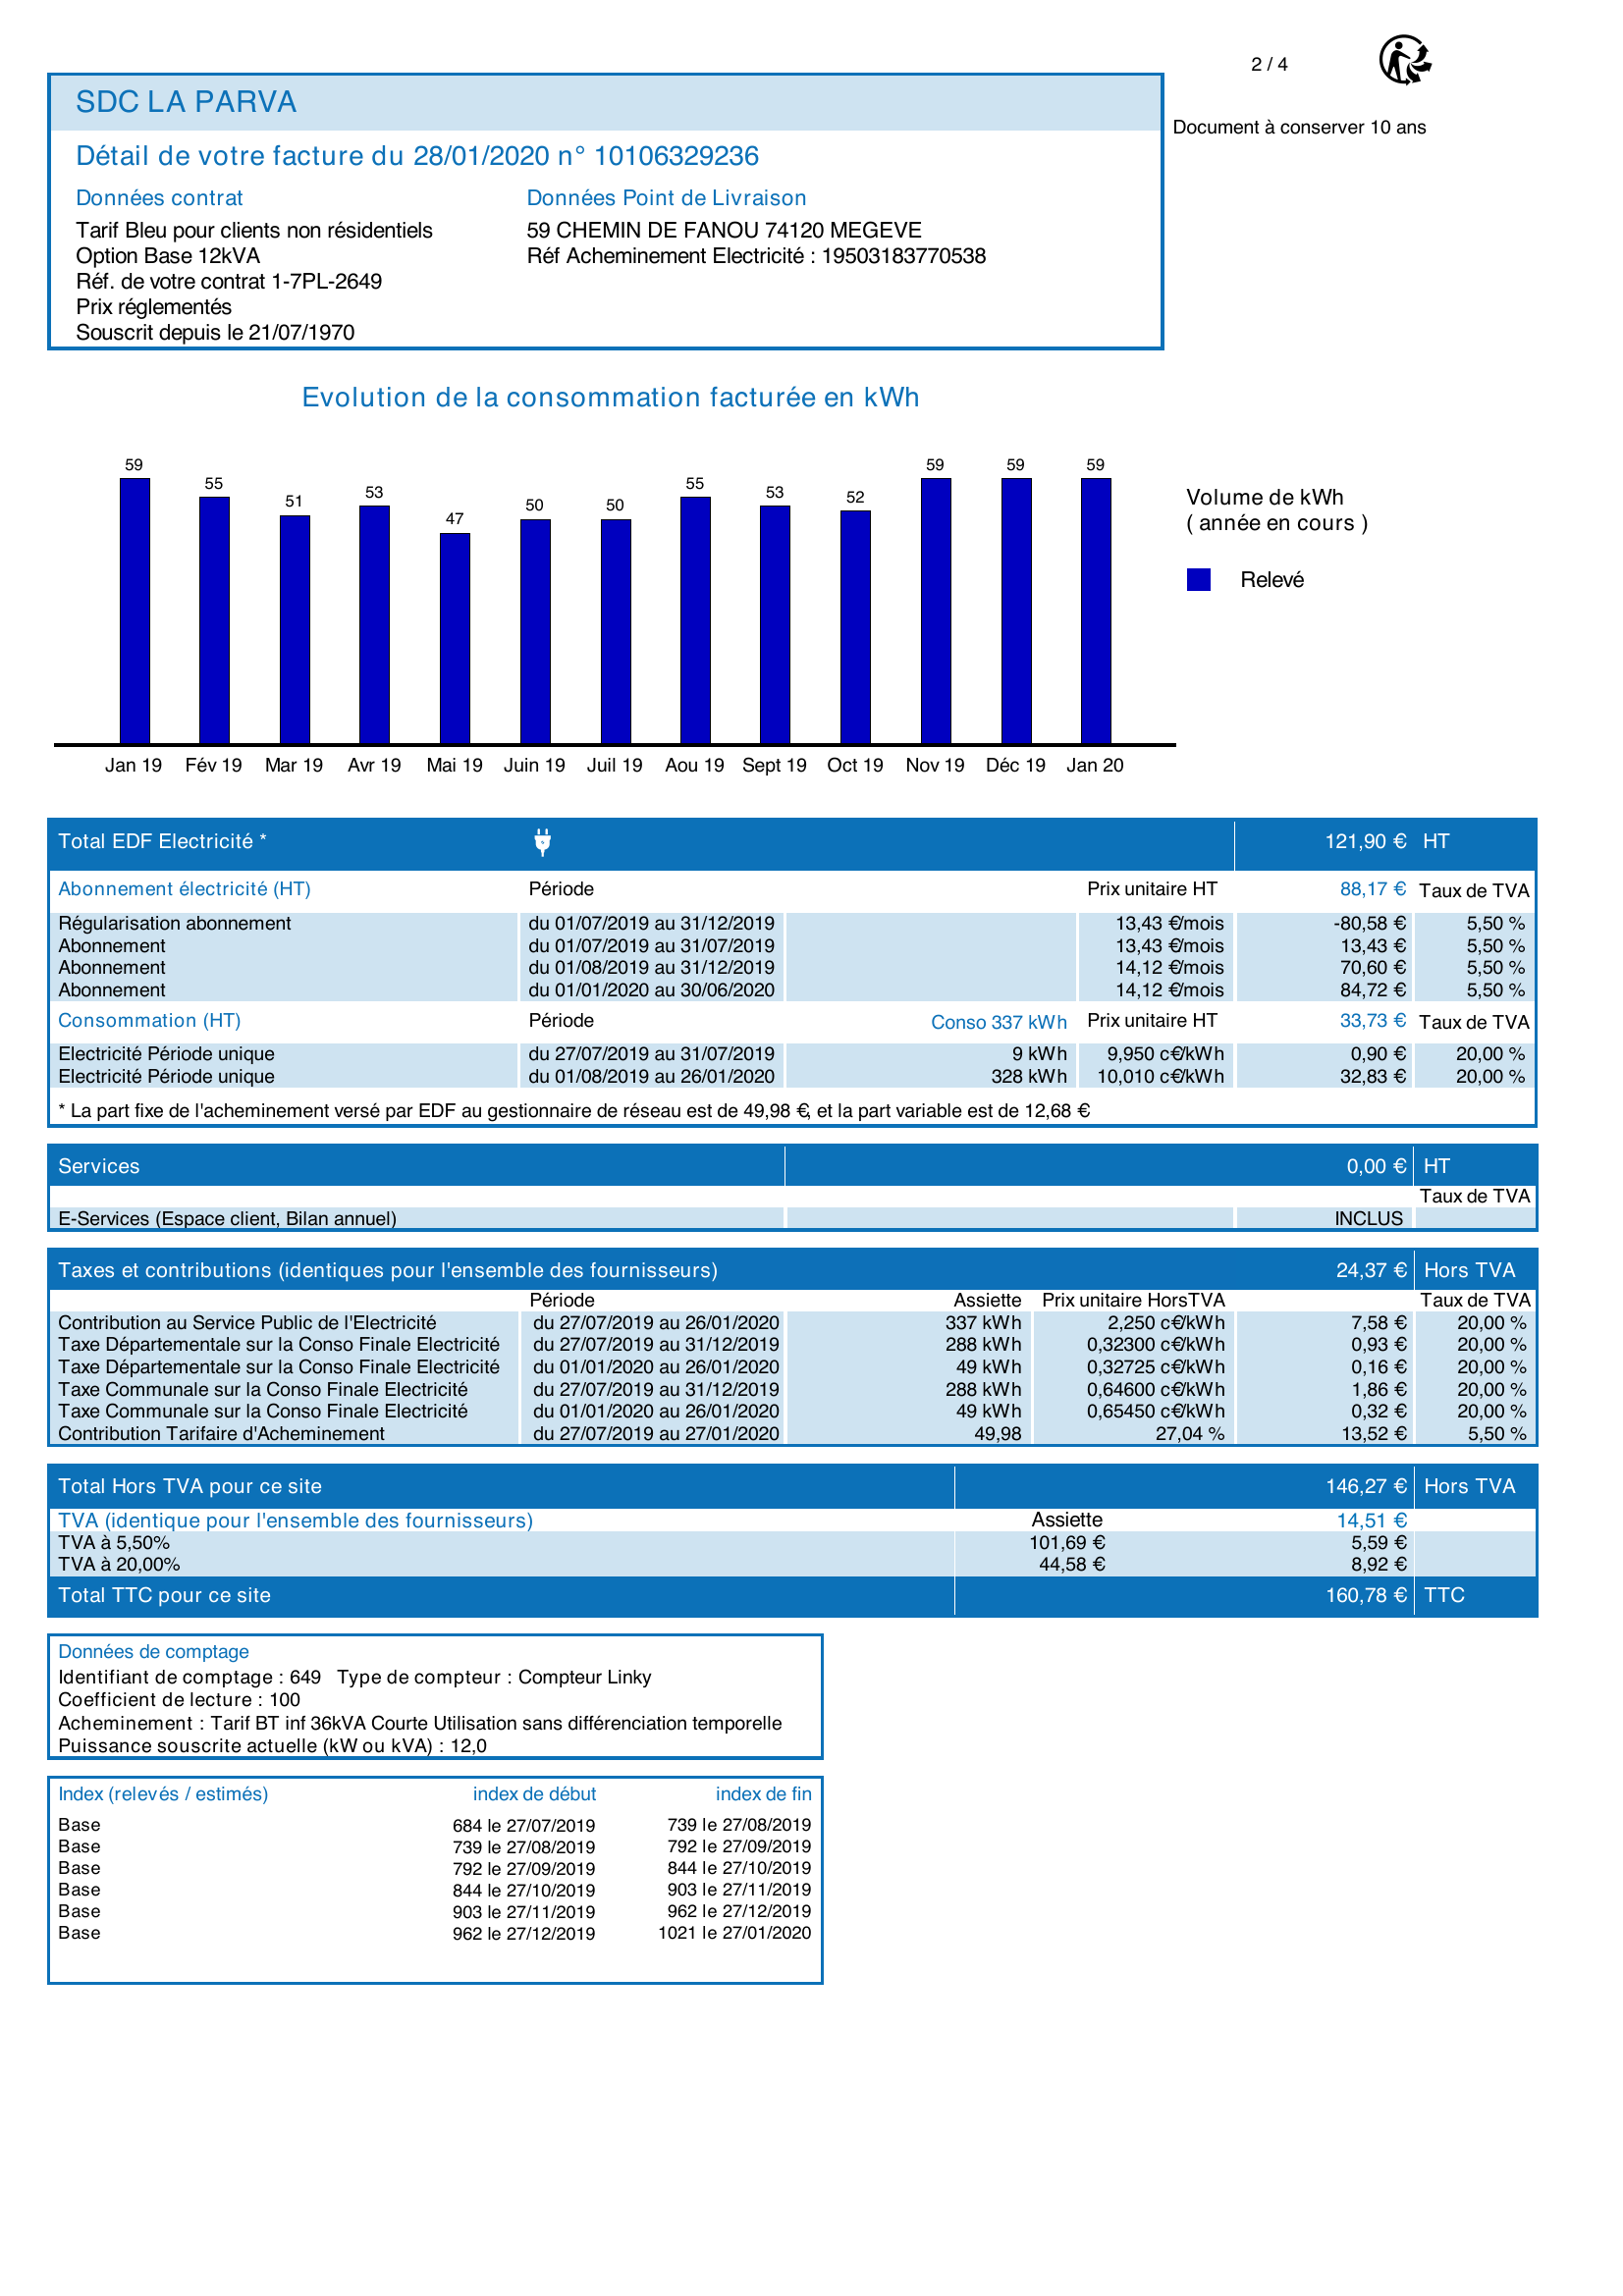 2 / 4
Document à conserver 10 ans
SDC LA PARVA
Détail de votre facture du 28/01/2020 n° 10106329236
Données contrat Données Point de Livraison
Tarif Bleu pour clients non résidentiels 59 CHEMIN DE FANOU 74120 MEGEVE
Option Base 12kVA Réf Acheminement Electricité : 19503183770538
Réf. de votre contrat 1-7PL-2649
Prix réglementés
Souscrit depuis le 21/07/1970
Evolution de la consommation facturée en kWh
59 55 51 53 47 50 50 55 53 52 59 59 59
Volume de kWh
( année en cours )
Relevé
Jan 19 Fév 19 Mar 19 Avr 19 Mai 19 Juin 19 Juil 19 Aou 19 Sept 19 Oct 19 Nov 19 Déc 19 Jan 20
Total EDF Electricité * 121,90 € HT
Abonnement électricité (HT) Période Prix unitaire HT 88,17 € Taux de TVA
Régularisation abonnement du 01/07/2019 au 31/12/2019 13,43 €/mois -80,58 € 5,50 %
Abonnement du 01/07/2019 au 31/07/2019 13,43 €/mois 13,43 € 5,50 %
Abonnement du 01/08/2019 au 31/12/2019 14,12 €/mois 70,60 € 5,50 %
Abonnement du 01/01/2020 au 30/06/2020 14,12 €/mois 84,72 € 5,50 %
Consommation (HT) Période Conso 337 kWh Prix unitaire HT 33,73 € Taux de TVA
Electricité Période unique du 27/07/2019 au 31/07/2019 9 kWh 9,950 c€/kWh 0,90 € 20,00 %
Electricité Période unique du 01/08/2019 au 26/01/2020 328 kWh 10,010 c€/kWh 32,83 € 20,00 %
* La part fixe de l'acheminement versé par EDF au gestionnaire de réseau est de 49,98 €, et la part variable est de 12,68 €
Services 0,00 € HT
Taux de TVA
E-Services (Espace client, Bilan annuel) INCLUS
Taxes et contributions (identiques pour l'ensemble des fournisseurs) 24,37 € Hors TVA
Période Assiette Prix unitaire HorsTVA Taux de TVA
Contribution au Service Public de l'Electricité du 27/07/2019 au 26/01/2020 337 kWh 2,250 c€/kWh 7,58 € 20,00 %
Taxe Départementale sur la Conso Finale Electricité du 27/07/2019 au 31/12/2019 288 kWh 0,32300 c€/kWh 0,93 € 20,00 %
Taxe Départementale sur la Conso Finale Electricité du 01/01/2020 au 26/01/2020 49 kWh 0,32725 c€/kWh 0,16 € 20,00 %
Taxe Communale sur la Conso Finale Electricité du 27/07/2019 au 31/12/2019 288 kWh 0,64600 c€/kWh 1,86 € 20,00 %
Taxe Communale sur la Conso Finale Electricité du 01/01/2020 au 26/01/2020 49 kWh 0,65450 c€/kWh 0,32 € 20,00 %
Contribution Tarifaire d'Acheminement du 27/07/2019 au 27/01/2020 49,98 27,04 % 13,52 € 5,50 %
Total Hors TVA pour ce site 146,27 € Hors TVA
TVA (identique pour l'ensemble des fournisseurs) Assiette 14,51 €
TVA à 5,50% 101,69 € 5,59 €
TVA à 20,00% 44,58 € 8,92 €
Total TTC pour ce site 160,78 € TTC
Données de comptage
Identifiant de comptage : 649 Type de compteur : Compteur Linky
Coefficient de lecture : 100
Acheminement : Tarif BT inf 36kVA Courte Utilisation sans différenciation temporelle
Puissance souscrite actuelle (kW ou kVA) : 12,0
Index (relevés / estimés) index de début index de fin
Base 684 le 27/07/2019 739 le 27/08/2019
Base 739 le 27/08/2019 792 le 27/09/2019
Base 792 le 27/09/2019 844 le 27/10/2019
Base 844 le 27/10/2019 903 le 27/11/2019
Base 903 le 27/11/2019 962 le 27/12/2019
Base 962 le 27/12/2019 1021 le 27/01/2020